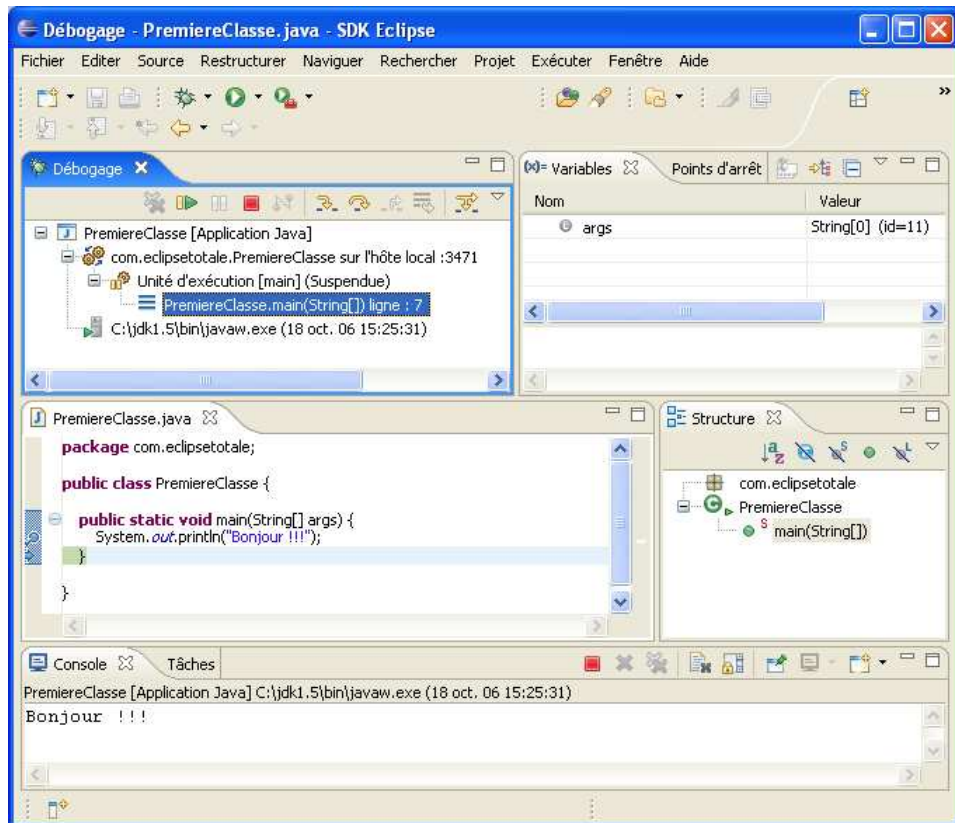 Débogage - PremiereClasse.java - SDK Eclipse
Fichier Editer Source Restructurer Naviguer Rechercher Projet Exécuter Fenêtre Aide
Débogage
PremiereClasse [Application Java]
com.eclipsetotale.PremiereClasse sur l'hôte local :3471
Unité d'exécution [main] (Suspendue)
PremiereClasse.main(String[]) ligne : 7
C:\jdk1.5\bin\javaw.exe (18 oct. 06 15:25:31)
(x)= Variables Points d'arrêt
Nom Valeur
args String[0] (id=11)
PremiereClasse.java
package com.eclipsetotale;
public class PremiereClasse {
public static void main(String[] args) {
System.out.println("Bonjour !!!");
}
}
Structure
com.eclipsetotale
PremiereClasse
main(String[])
Console Tâches
PremiereClasse [Application Java] C:\jdk1.5\bin\javaw.exe (18 oct. 06 15:25:31)
Bonjour !!!